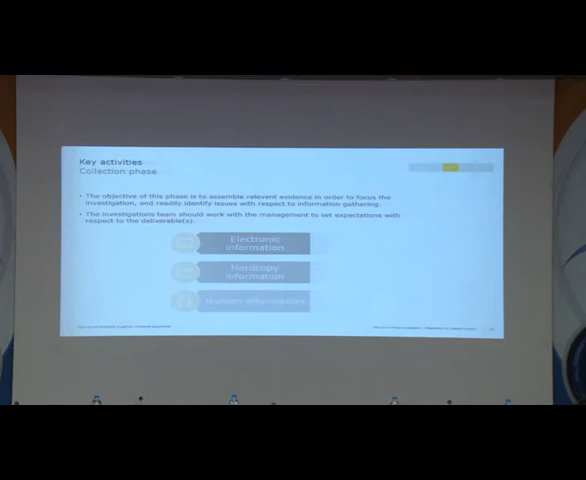 Key activities
Collection phase
• The objective of this phase is to assemble relevant evidence in order to focus the
investigation, and readily identify issues with respect to information gathering.
• The investigations team should work with the management to set expectations with
respect to the deliverable(s).
Electronic
information
Hardcopy
information
Human information